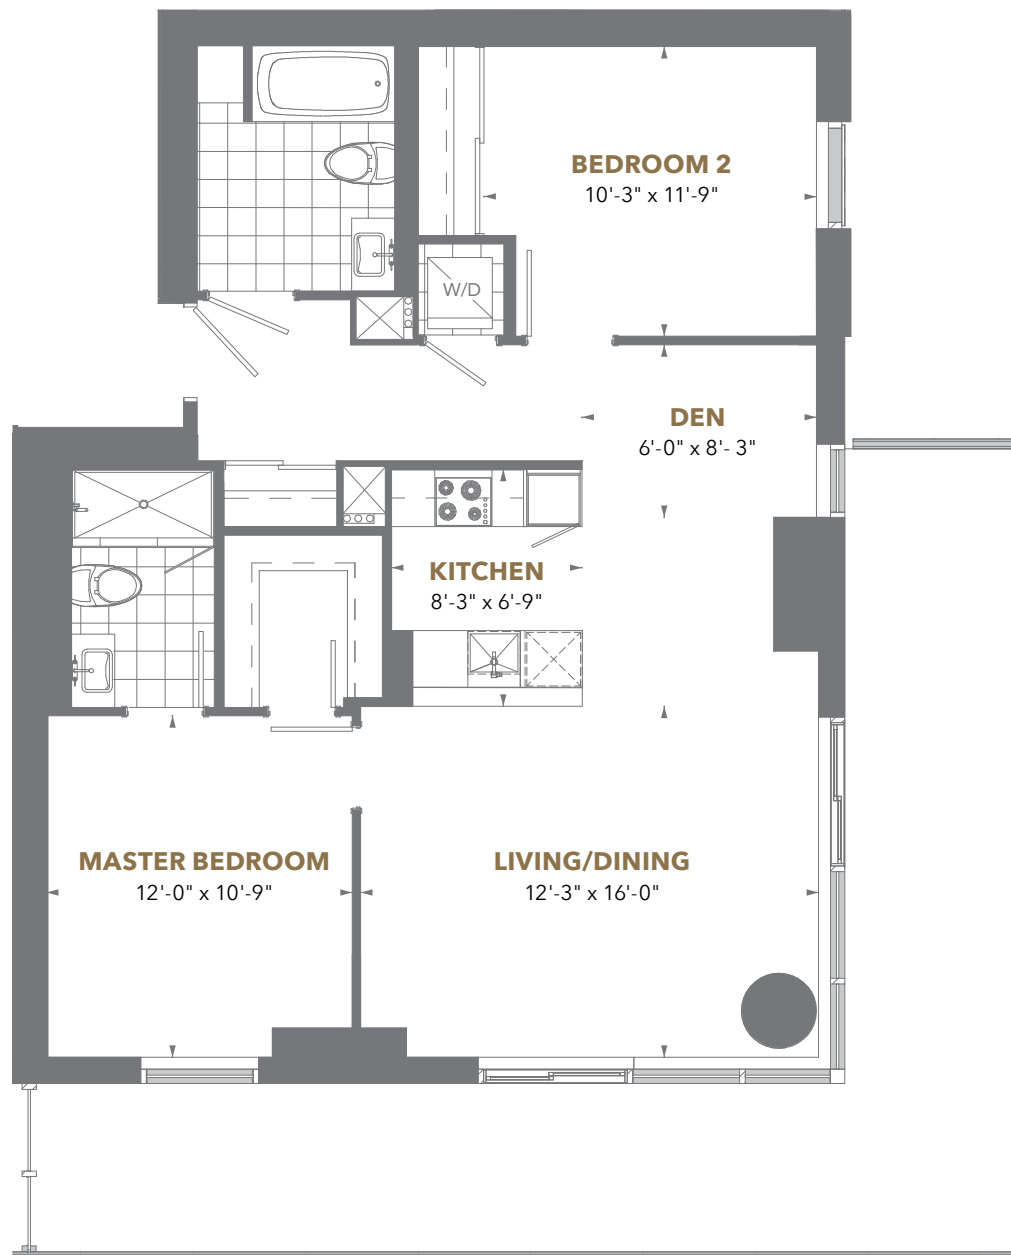 BEDROOM 2
10'-3" x 11'-9"
W/D
DEN
6'-0" x 8'- 3"
KITCHEN
8'-3" x 6'-9"
MASTER BEDROOM
12'-0" x 10'-9"
LIVING/DINING
12'-3" x 16'-0"